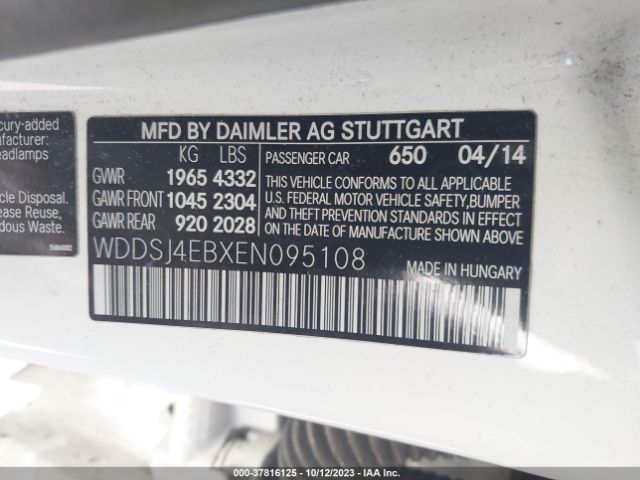 cury-added
Manufacturer:
eadlamps
cle Disposal.
ease Reuse,
dous Waste.
MFD BY DAIMLER AG STUTTGART
KG LBS
GVWR 1965 4332
GAWR FRONT 1045 2304
GAWR REAR 920 2028
PASSENGER CAR 650 04/14
THIS VEHICLE CONFORMS TO ALL APPLICABLE
U.S. FEDERAL MOTOR VEHICLE SAFETY, BUMPER
AND THEFT PREVENTION STANDARDS IN EFFECT
ON THE DATE OF MANUFACTURE SHOWN ABOVE.
WDDSJ4EBXEN095108
MADE IN HUNGARY
000-37816125 - 10/12/2023 - IAA Inc.